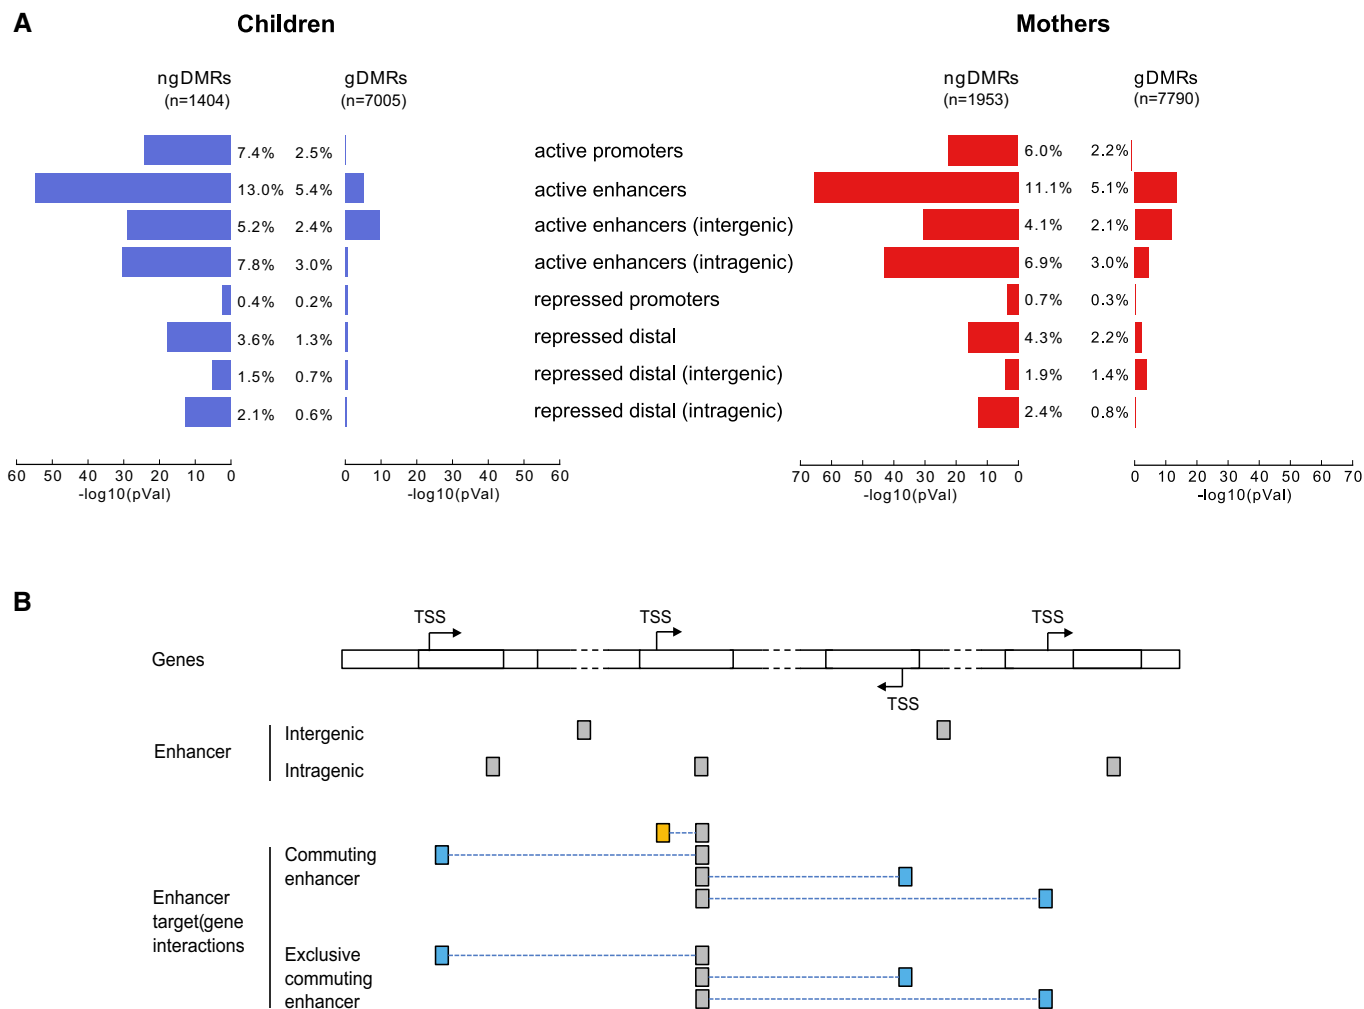 A
Children
Mothers
ngDMRs
(n=1404)
gDMRs
(n=7005)
ngDMRs
(n=1953)
gDMRs
(n=7790)
7.4% 2.5% active promoters 6.0% 2.2%
13.0% 5.4% active enhancers 11.1% 5.1%
5.2% 2.4% active enhancers (intergenic) 4.1% 2.1%
7.8% 3.0% active enhancers (intragenic) 6.9% 3.0%
0.4% 0.2% repressed promoters 0.7% 0.3%
3.6% 1.3% repressed distal 4.3% 2.2%
1.5% 0.7% repressed distal (intergenic) 1.9% 1.4%
2.1% 0.6% repressed distal (intragenic) 2.4% 0.8%
60 50 40 30 20 10 0
-log10(pVal)
0 10 20 30 40 50 60
-log10(pVal)
70 60 50 40 30 20 10 0
-log10(pVal)
0 10 20 30 40 50 60 70
-log10(pVal)
B
TSS
TSS
TSS
Genes
TSS
Enhancer
Intergenic
Intragenic
Enhancer
target(gene
interactions
Commuting
enhancer
Exclusive
commuting
enhancer